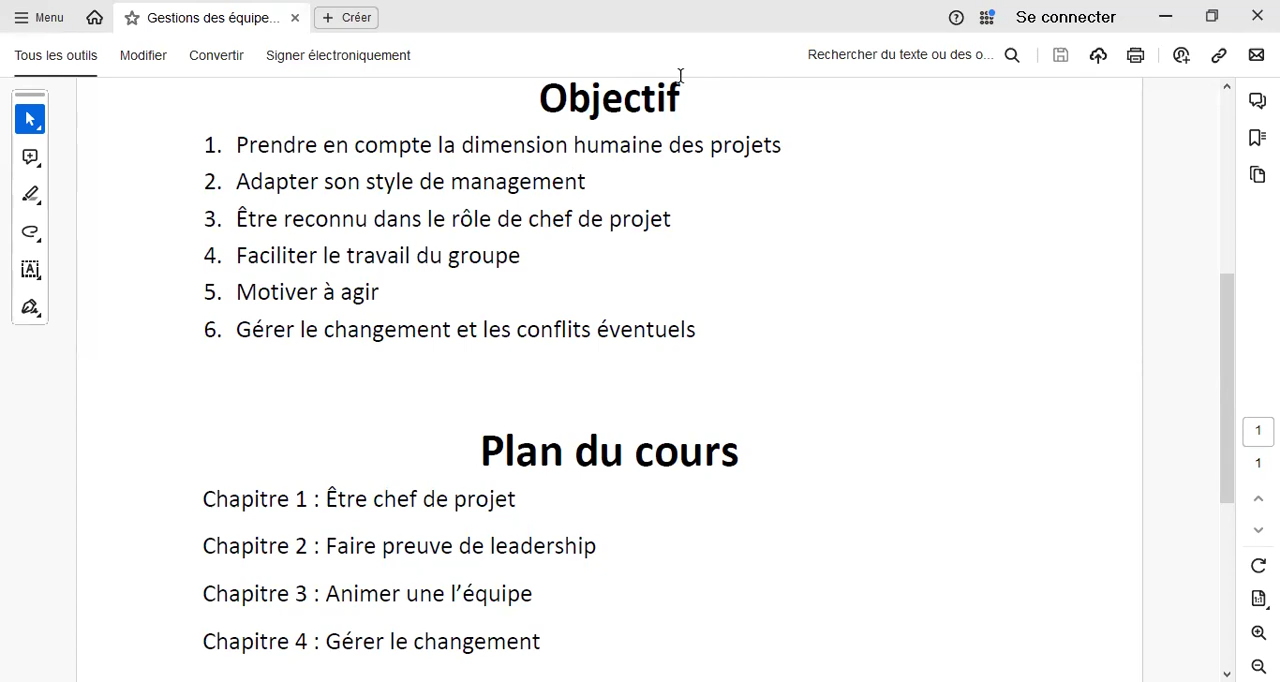 Menu
Gestions des équipe...
Créer
Se connecter
Tous les outils
Modifier
Convertir
Signer électroniquement
Rechercher du texte ou des o...
Objectif
1. Prendre en compte la dimension humaine des projets
2. Adapter son style de management
3. Être reconnu dans le rôle de chef de projet
4. Faciliter le travail du groupe
5. Motiver à agir
6. Gérer le changement et les conflits éventuels
Plan du cours
Chapitre 1 : Être chef de projet
Chapitre 2 : Faire preuve de leadership
Chapitre 3 : Animer une l’équipe
Chapitre 4 : Gérer le changement
1
1